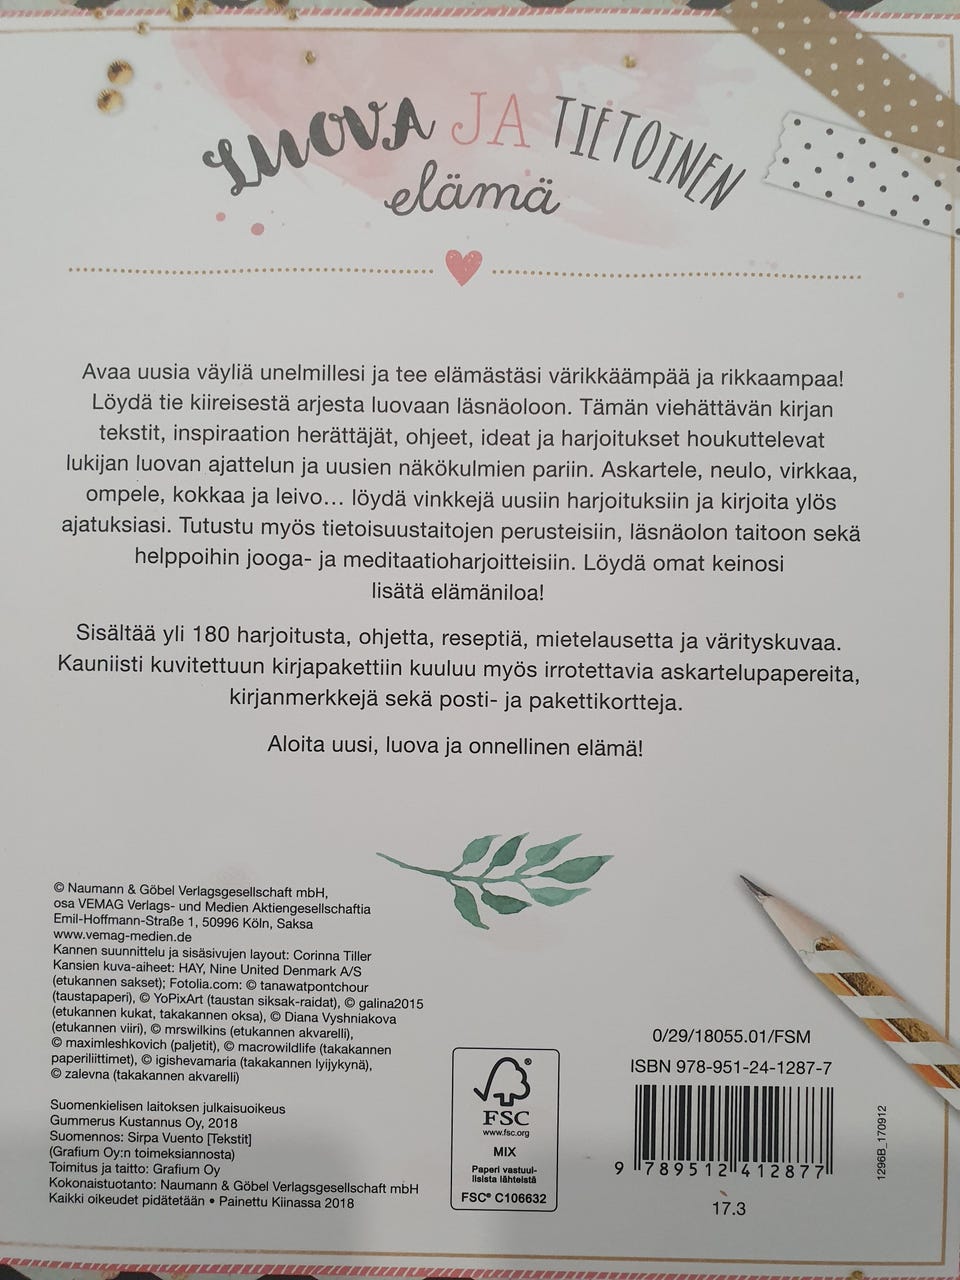 LUOVA JA TIETOINEN
elämä
Avaa uusia väyliä unelmillesi ja tee elämästäsi värikkäämpää ja rikkaampaa!
Löydä tie kiireisestä arjesta luovaan läsnäoloon. Tämän viehättävän kirjan
tekstit, inspiraation herättäjät, ohjeet, ideat ja harjoitukset houkuttelevat
lukijan luovan ajattelun ja uusien näkökulmien pariin. Askartele, neulo, virkkaa,
ompele, kokkaa ja leivo... löydä vinkkejä uusiin harjoituksiin ja kirjoita ylös
ajatuksiasi. Tutustu myös tietoisuustaitojen perusteisiin, läsnäolon taitoon sekä
helppoihin jooga- ja meditaatioharjoitteisiin. Löydä omat keinosi
lisätä elämäniloa!
Sisältää yli 180 harjoitusta, ohjetta, reseptiä, mietelausetta ja värityskuvaa.
Kauniisti kuvitettuun kirjapakettiin kuuluu myös irrotettavia askartelupapereita,
kirjanmerkkejä sekä posti- ja pakettikortteja.
Aloita uusi, luova ja onnellinen elämä!
© Naumann & Göbel Verlagsgesellschaft mbH,
osa VEMAG Verlags- und Medien Aktiengesellschaftia
Emil-Hoffmann-Straße 1, 50996 Köln, Saksa
www.vemag-medien.de
Kannen suunnittelu ja sisäsivujen layout: Corinna Tiller
Kansien kuva-aiheet: HAY, Nine United Denmark A/S
(etukannen sakset); Fotolia.com: © tanawatpontchour
(taustapaperi), © YoPixArt (taustan siksak-raidat), © galina2015
(etukannen kukat, takakannen oksa), © Diana Vyshniakova
(etukannen viiri), © mrswilkins (etukannen akvarelli),
© maximleshkovich (paljetit), © macrowildlife (takakannen
paperiliittimet), © igishevamaria (takakannen lyijykynä),
© zalevna (takakannen akvarelli)
Suomenkielisen laitoksen julkaisuoikeus
Gummerus Kustannus Oy, 2018
Suomennos: Sirpa Vuento [Tekstit]
(Grafium Oy:n toimeksiannosta)
Toimitus ja taitto: Grafium Oy
Kokonaistuotanto: Naumann & Göbel Verlagsgesellschaft mbH
Kaikki oikeudet pidätetään • Painettu Kiinassa 2018
FSC
www.fsc.org
MIX
Paperi vastuul-
lisista lähteistä
FSC® C106632
0/29/18055.01/FSM
ISBN 978-951-24-1287-7
9 789512 412877
17.3
1296B_170912